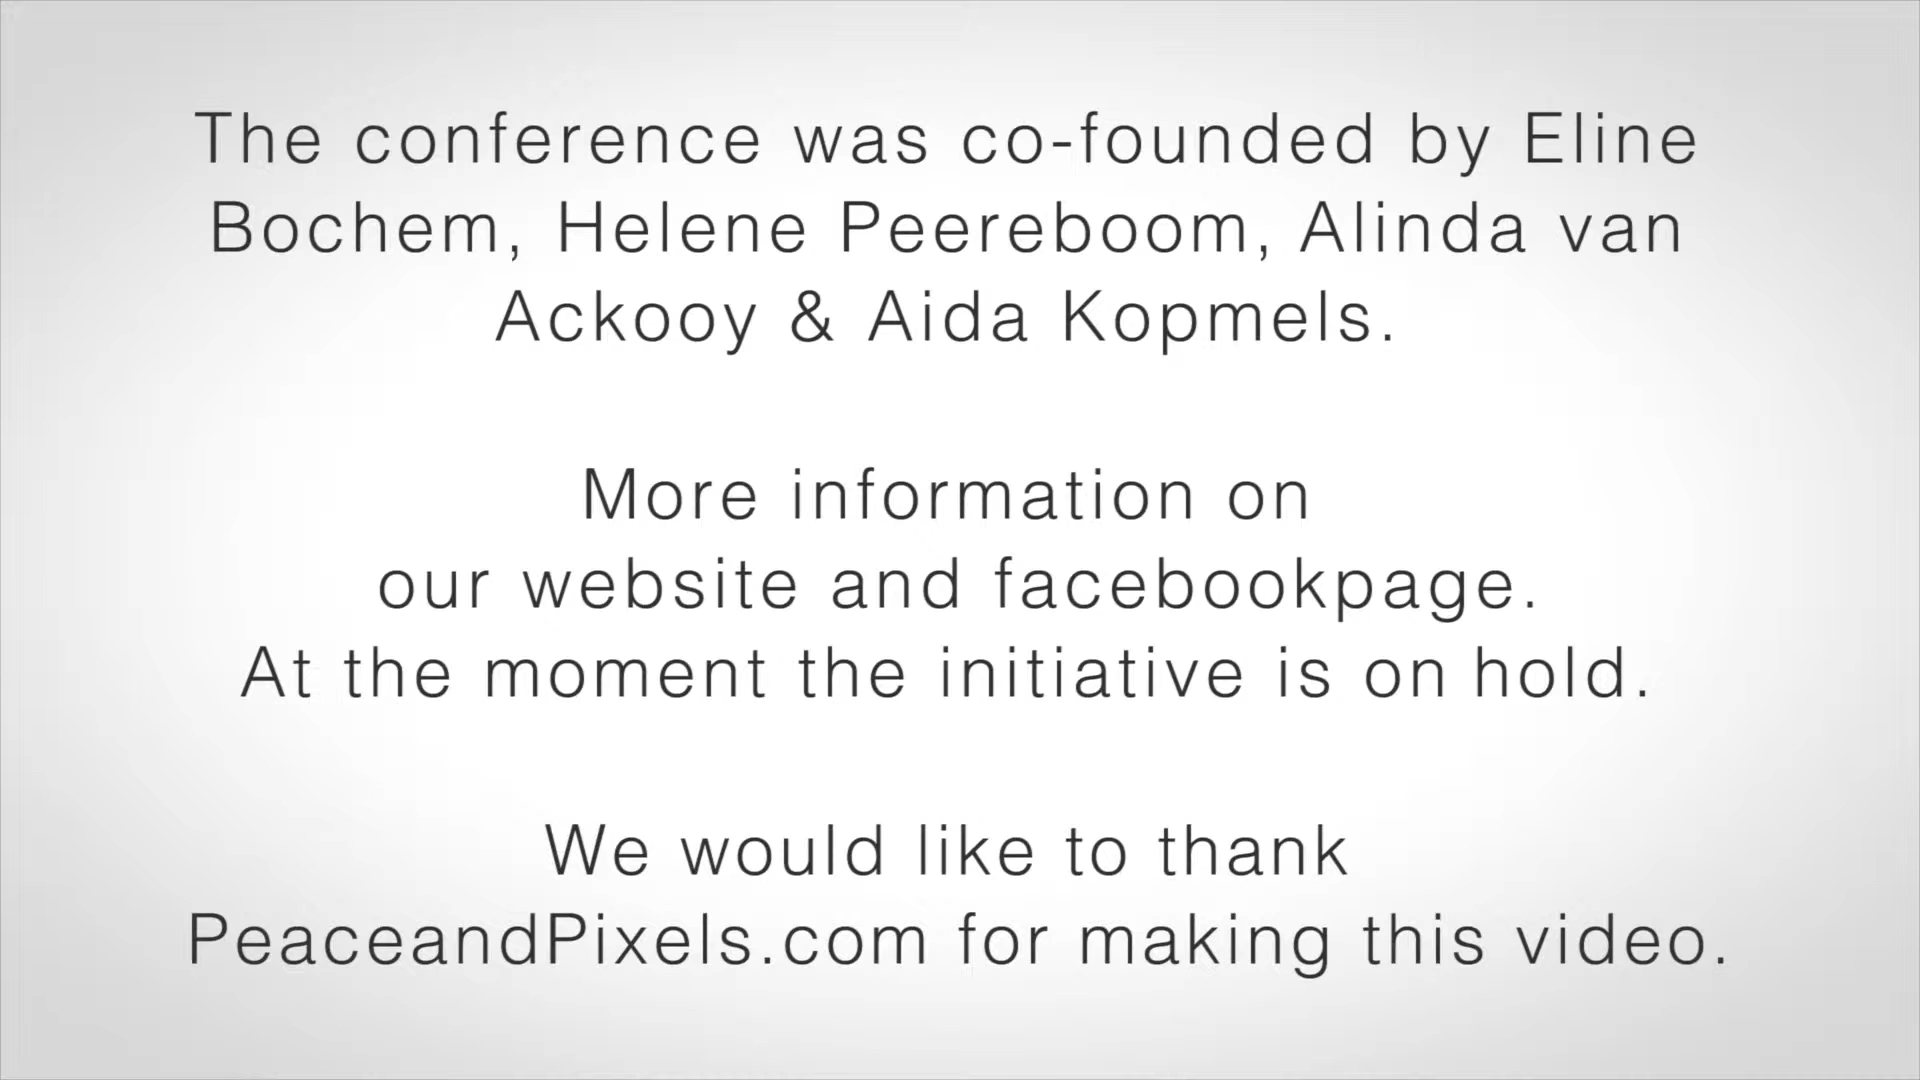 The conference was co-founded by Eline
Bochem, Helene Peereboom, Alinda van
Ackooy & Aida Kopmels.
More information on
our website and facebookpage.
At the moment the initiative is on hold.
We would like to thank
PeaceandPixels.com for making this video.